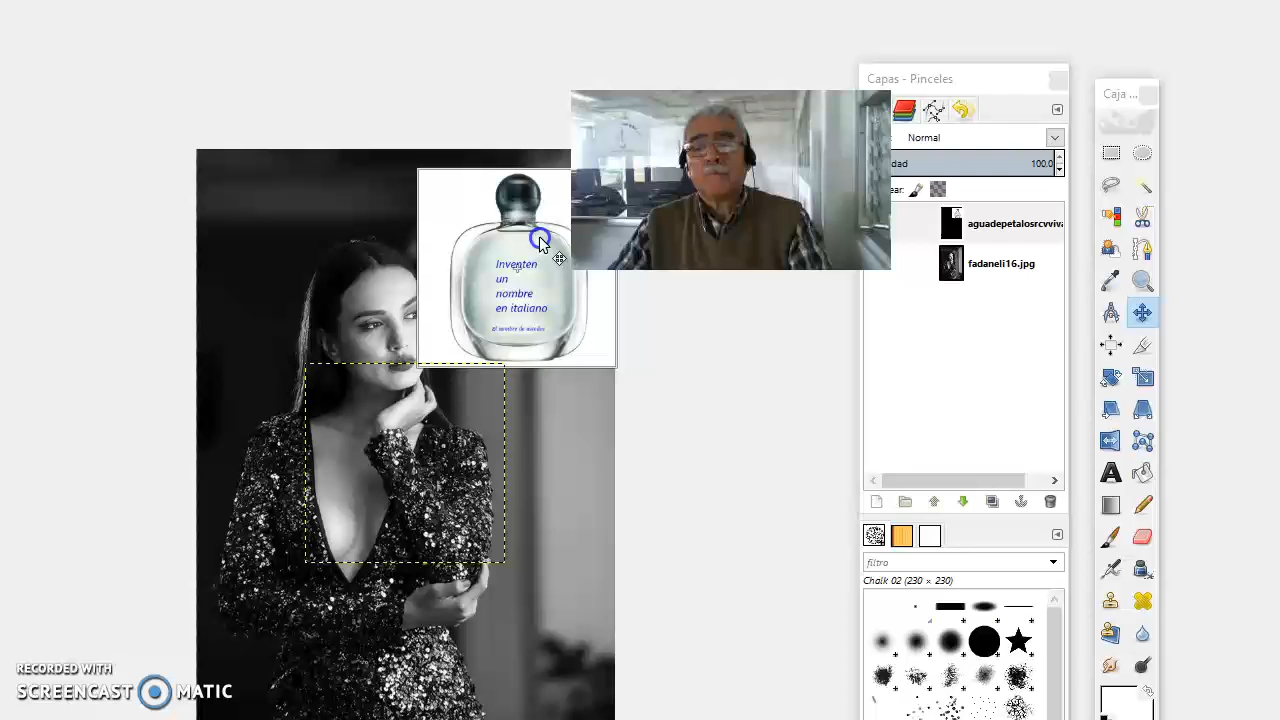 Capas - Pinceles
Caja ...
Normal
dad
100.0
ear:
aguadepetalosrcvviva
fadaneli16.jpg
Inventen
un
nombre
en italiano
filtro
Chalk 02 (230 × 230)
RECORDED WITH
SCREENCAST MATIC